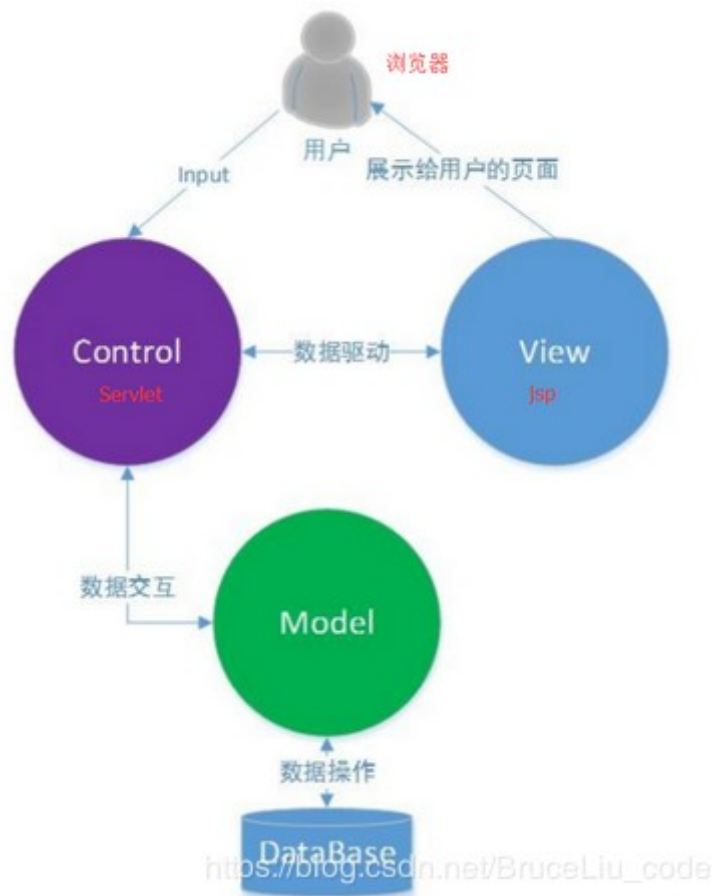 浏览器
用户
Input
展示给用户的页面
Control
Servlet
数据驱动
View
jsp
数据交互
Model
数据操作
DataBase
https://blog.csdn.net/BruceLiu_code